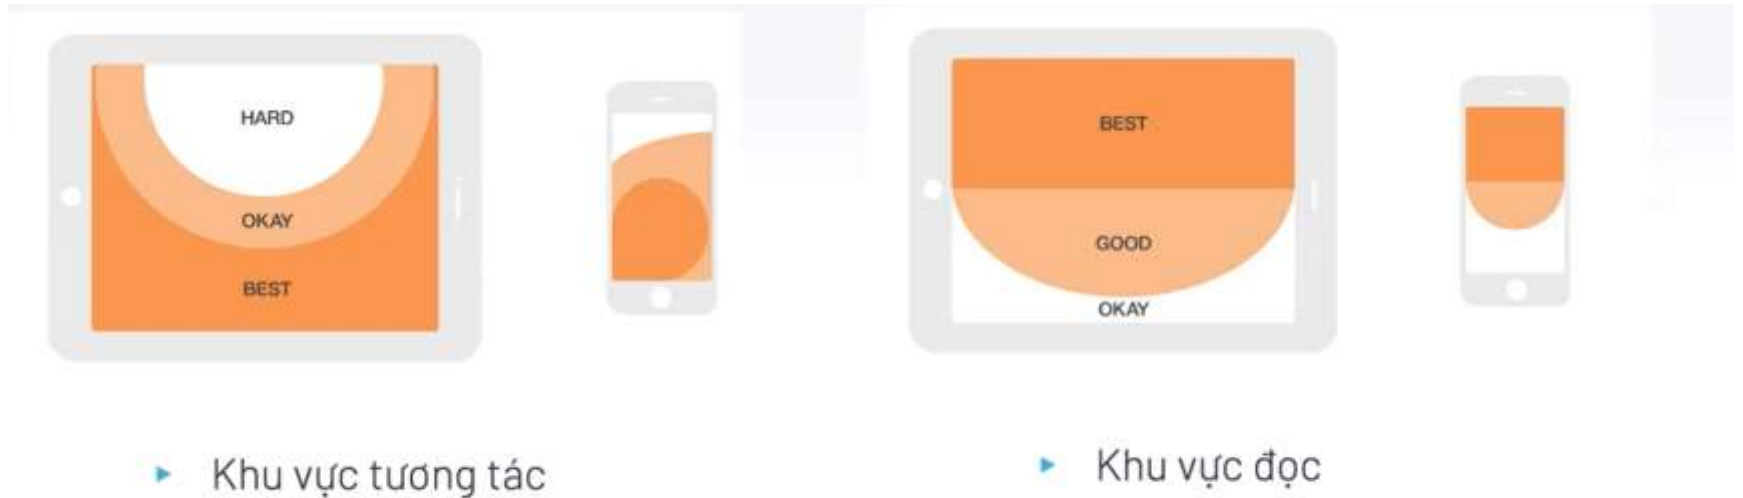 HARD
OKAY
BEST
Khu vực tương tác
BEST
GOOD
OKAY
Khu vực đọc